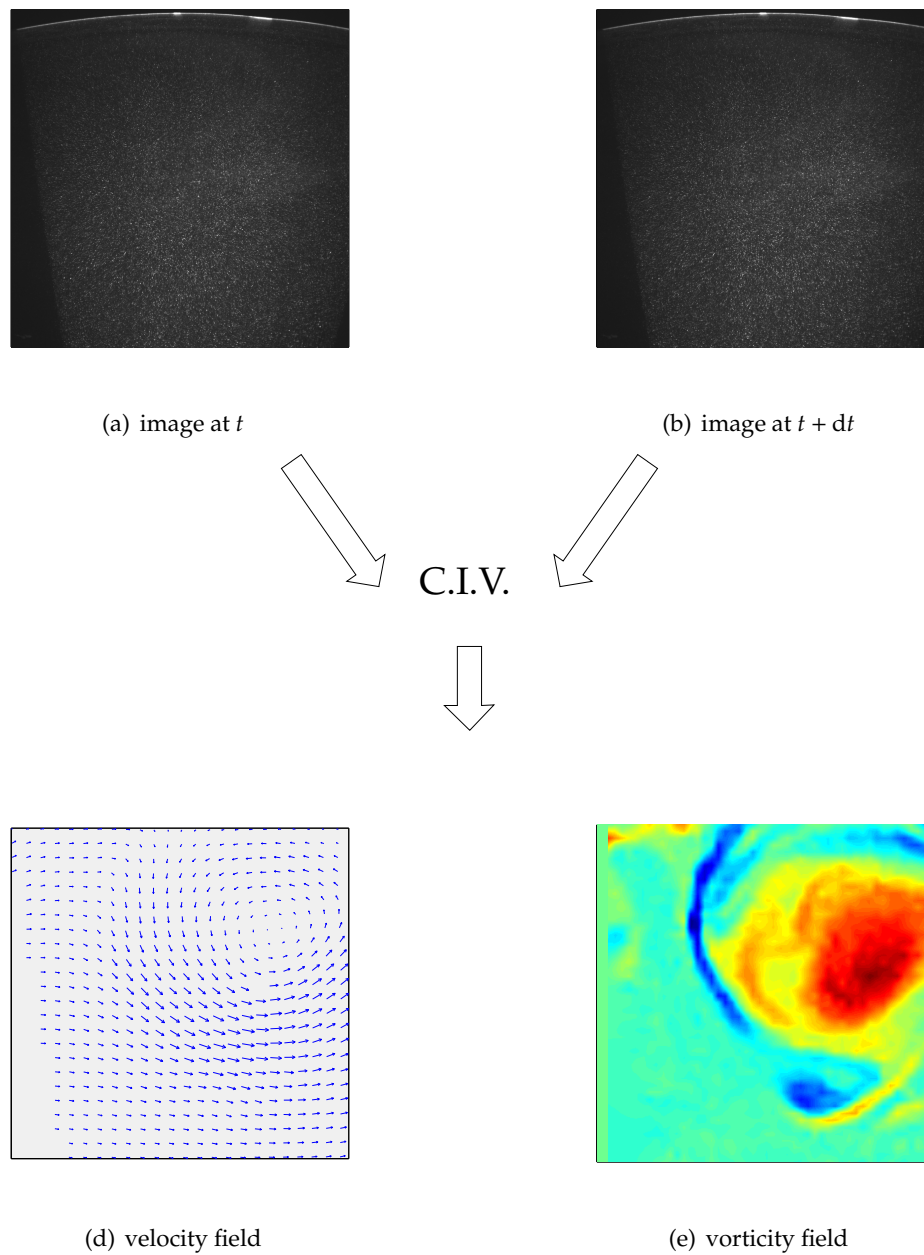 (a) image at t
(b) image at t + dt
C.I.V.
(d) velocity field
(e) vorticity field